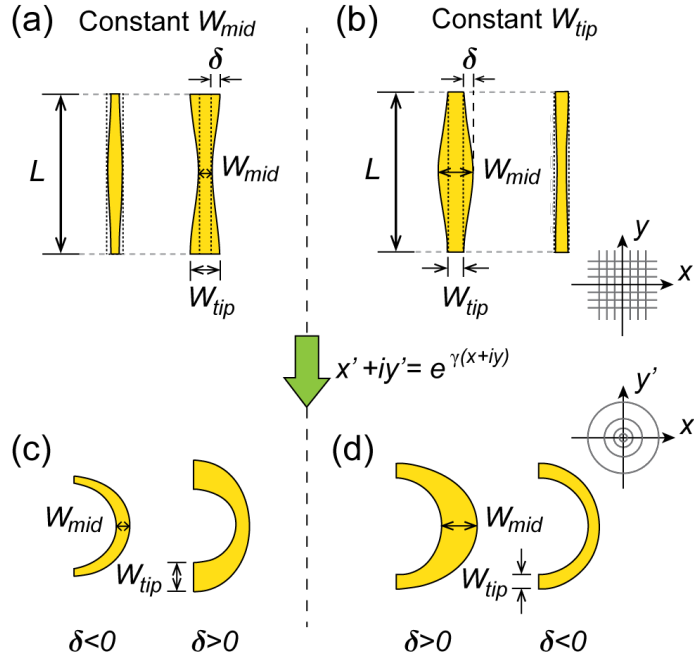 (a) Constant W_mid
(b) Constant W_tip
δ
δ
L
W_mid
L
W_mid
W_tip
W_tip
y
x
x'+iy'= e^γ(x+iy)
y'
x
(c)
(d)
W_mid
W_tip
W_mid
W_tip
δ<0
δ>0
δ>0
δ<0